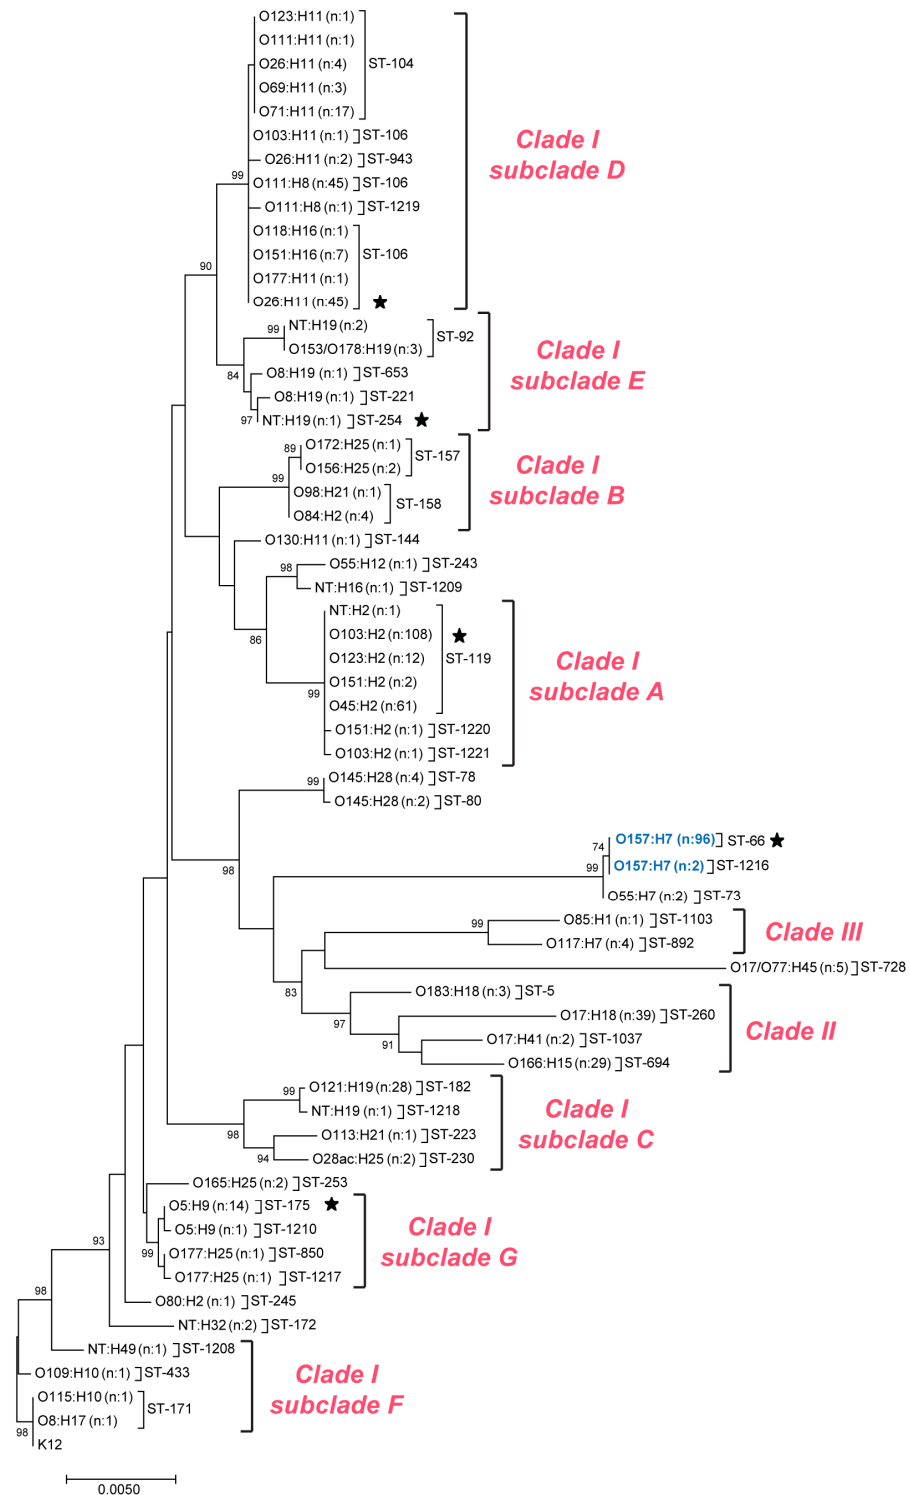 O123:H11 (n:1)
O111:H11 (n:1)
O26:H11 (n:4) ST-104
O69:H11 (n:3)
O71:H11 (n:17)
O103:H11 (n:1) ST-106
Clade I
O26:H11 (n:2) ST-943
subclade D
99
O111:H8 (n:45) ST-106
O111:H8 (n:1) ST-1219
O118:H16 (n:1)
O151:H16 (n:7) ST-106
90
O177:H11 (n:1)
O26:H11 (n:45) ★
99 NT:H19 (n:2)
ST-92
O153/O178:H19 (n:3)
Clade I
84 O8:H19 (n:1) ST-653
subclade E
O8:H19 (n:1) ST-221
97 NT:H19 (n:1) ST-254 ★
89 O172:H25 (n:1)
ST-157
O156:H25 (n:2)
Clade I
subclade B
99
O98:H21 (n:1)
ST-158
O84:H2 (n:4)
O130:H11 (n:1) ST-144
98 O55:H12 (n:1) ST-243
NT:H16 (n:1) ST-1209
NT:H2 (n:1)
86
O103:H2 (n:108) ★
O123:H2 (n:12) ST-119
Clade I
subclade A
O151:H2 (n:2)
99
O45:H2 (n:61)
O151:H2 (n:1) ST-1220
O103:H2 (n:1) ST-1221
99 O145:H28 (n:4) ST-78
O145:H28 (n:2) ST-80
74 O157:H7 (n:96) ST-66 ★
98
99 O157:H7 (n:2) ST-1216
O55:H7 (n:2) ST-73
99 O85:H1 (n:1) ST-1103
O117:H7 (n:4) ST-892
Clade III
O17/O77:H45 (n:5) ST-728
83
O183:H18 (n:3) ST-5
97
O17:H18 (n:39) ST-260
Clade II
91
O17:H41 (n:2) ST-1037
O166:H15 (n:29) ST-694
99 O121:H19 (n:28) ST-182
NT:H19 (n:1) ST-1218
Clade I
subclade C
98
O113:H21 (n:1) ST-223
94 O28ac:H25 (n:2) ST-230
O165:H25 (n:2) ST-253
O5:H9 (n:14) ST-175 ★
O5:H9 (n:1) ST-1210
Clade I
subclade G
93
99 O177:H25 (n:1) ST-850
O177:H25 (n:1) ST-1217
98
O80:H2 (n:1) ST-245
NT:H32 (n:2) ST-172
NT:H49 (n:1) ST-1208
O109:H10 (n:1) ST-433
Clade I
subclade F
O115:H10 (n:1)
ST-171
O8:H17 (n:1)
98
K12
0.0050